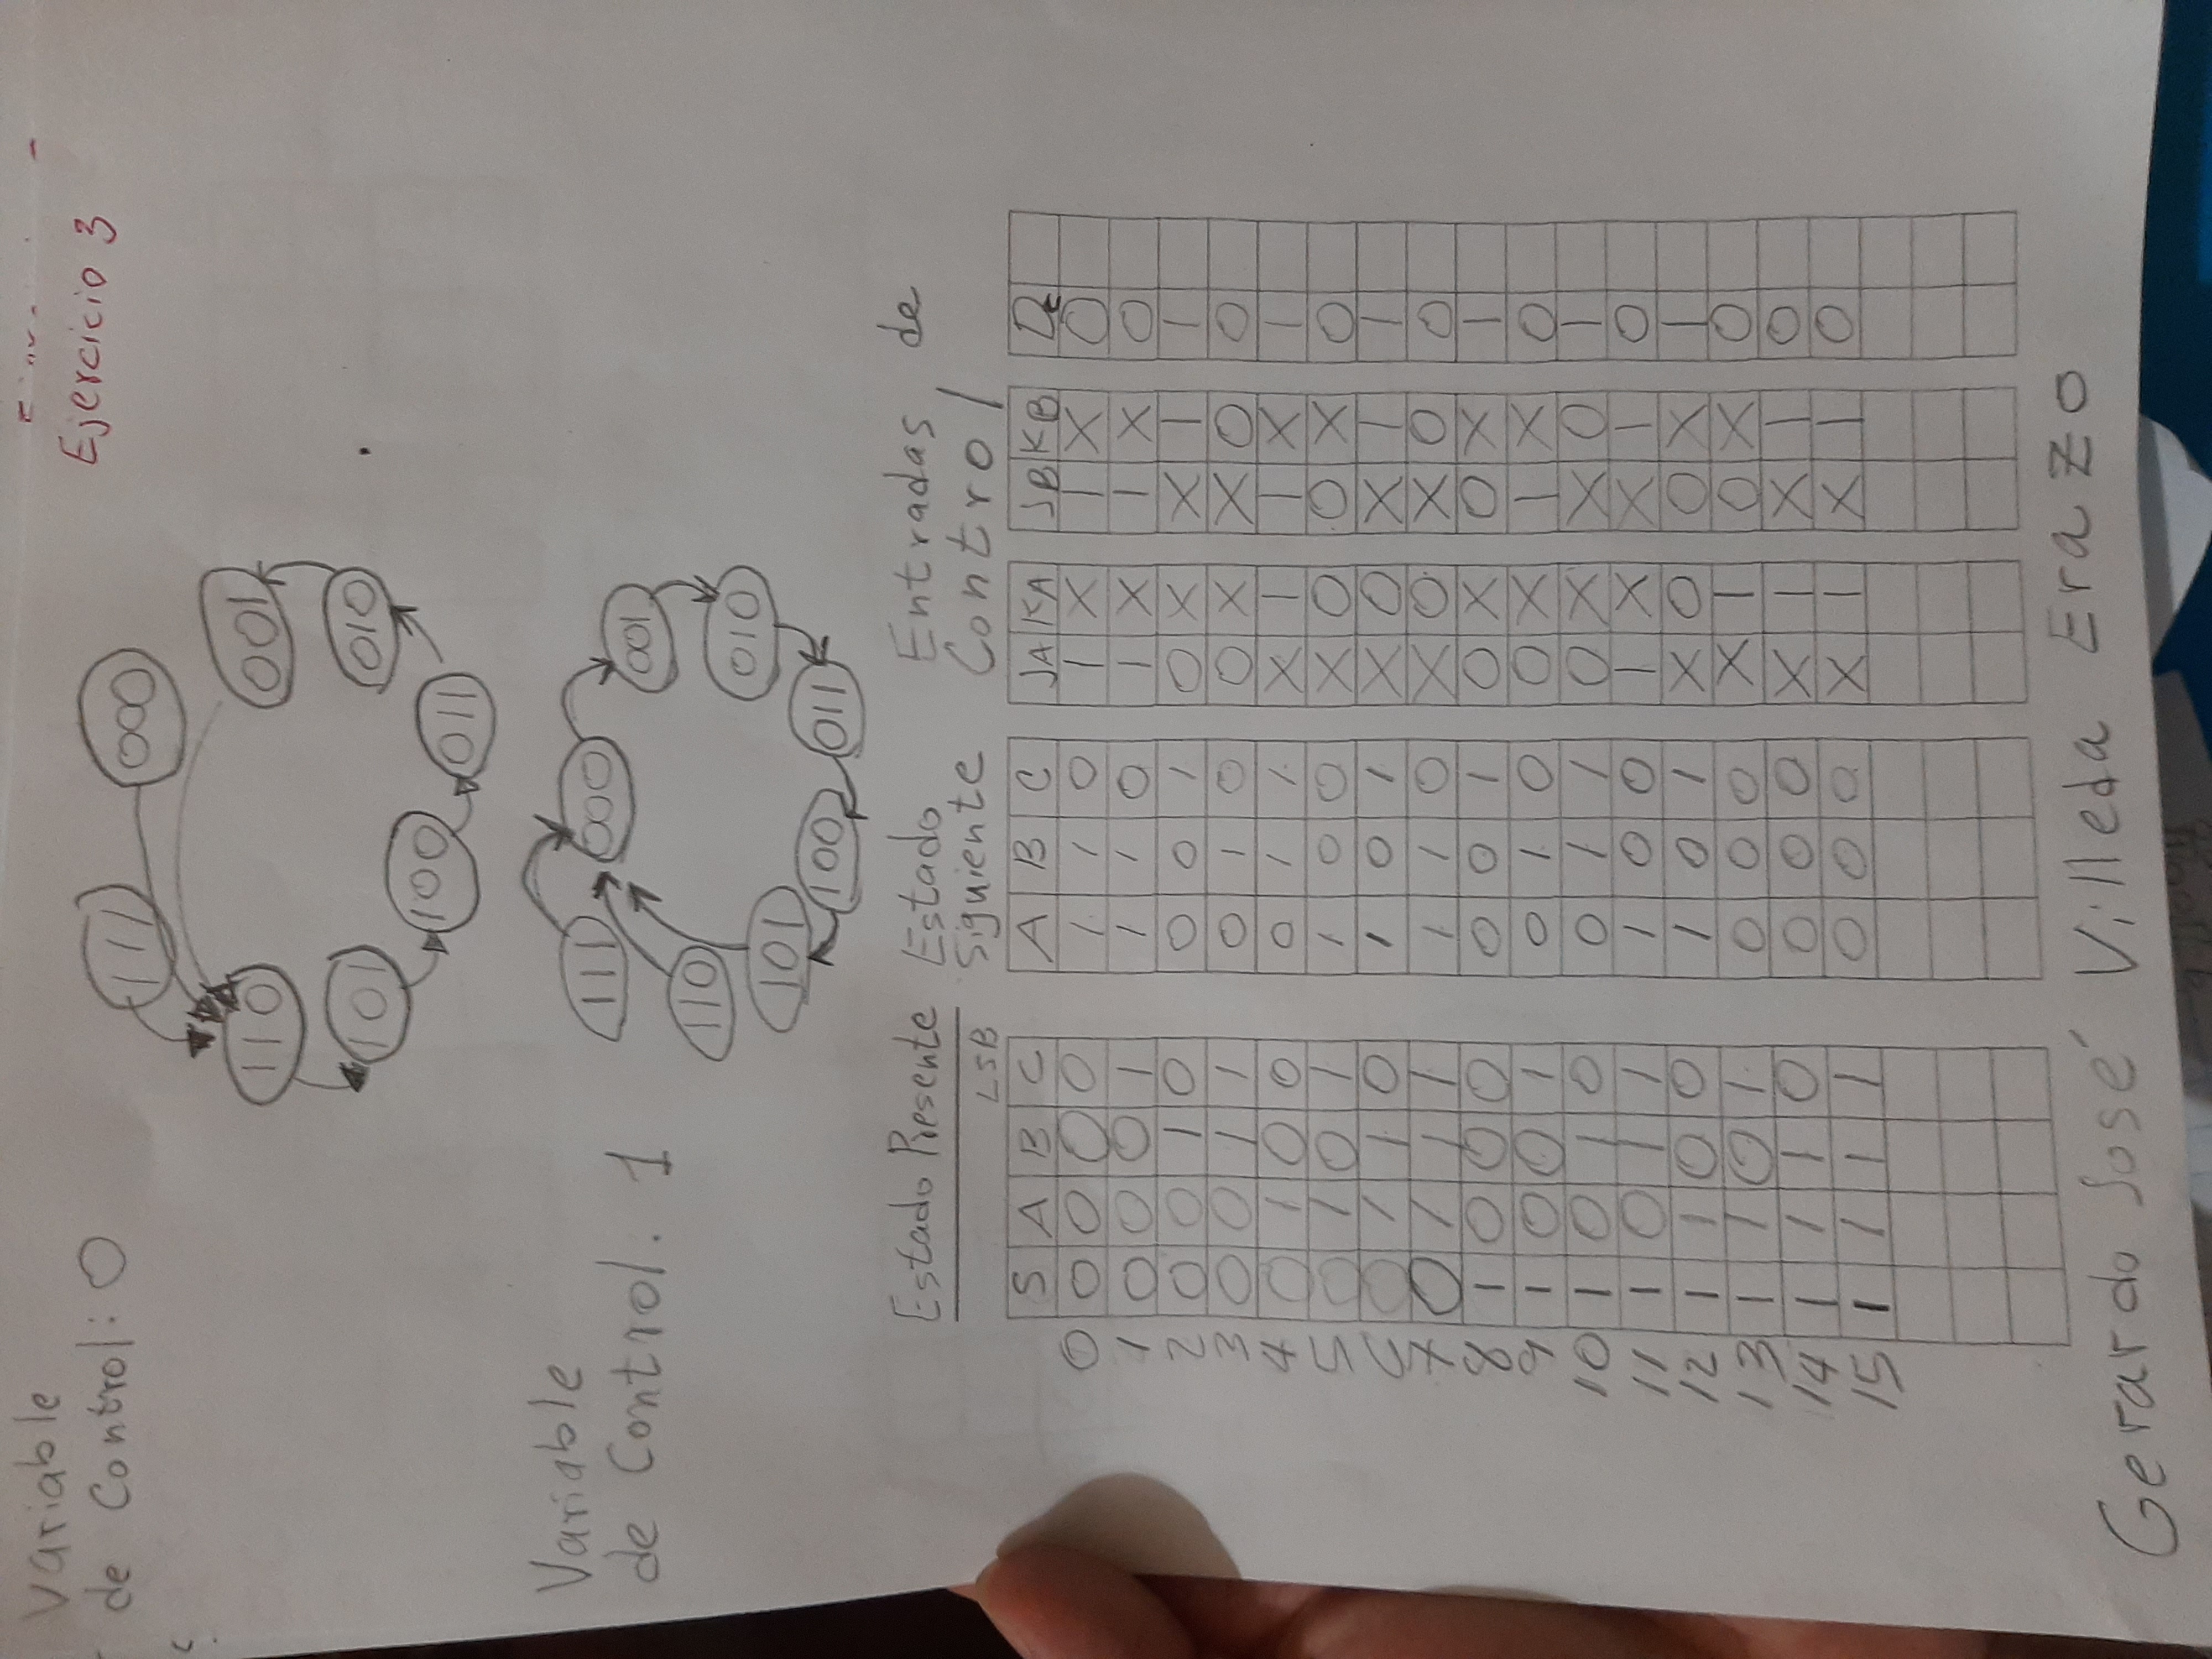 Variable
de Control: 0
Ejercicio 3
111 000
110 001
101 010
100 011
Variable
de Control. 1
111 000
001
110
010
101
100 011
Estado Presente Estado Entradas de
LSB Siguiente Control
S A B C A B C JA KA JB KB Dc
0 0 0 0 0 1 1 0 1 X 1 X 0
1 0 0 0 1 1 1 0 1 X 1 X 0
2 0 0 1 0 0 0 1 0 X X 1 1
3 0 0 1 1 0 1 0 0 X X 0 0
4 0 1 0 0 0 1 1 X 1 1 X 1
5 0 1 0 1 1 0 0 X 0 0 X 0
6 0 1 1 0 1 0 1 X 0 X 1 1
7 0 1 1 1 1 1 0 X 0 X 0 0
8 1 0 0 0 0 0 1 0 X 0 X 1
9 1 0 0 1 0 1 0 0 X 1 X 0
10 1 0 1 0 0 1 1 0 X X 0 1
11 1 0 1 1 1 0 0 1 X X 1 0
12 1 1 0 0 1 0 1 X 0 0 X 1
13 1 1 0 1 0 0 0 X 1 0 X 0
14 1 1 1 0 0 0 0 X 1 X 1 0
15 1 1 1 1 0 0 0 X 1 X 1 0
Gerardo José Villeda Erazo